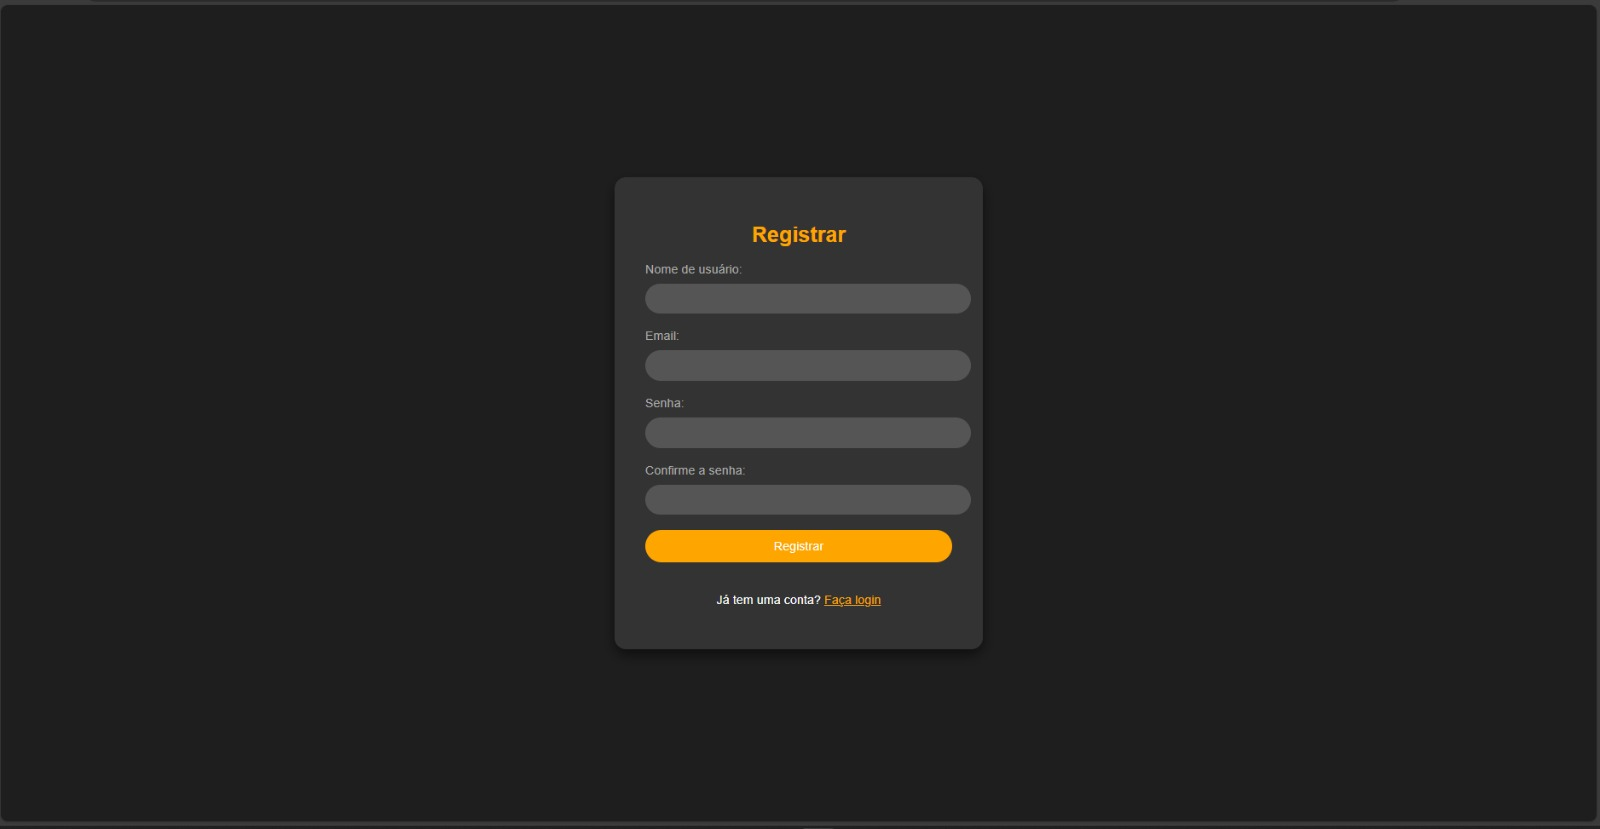 Registrar
Nome de usuário:
Email:
Senha:
Confirme a senha:
Registrar
Já tem uma conta? Faça login